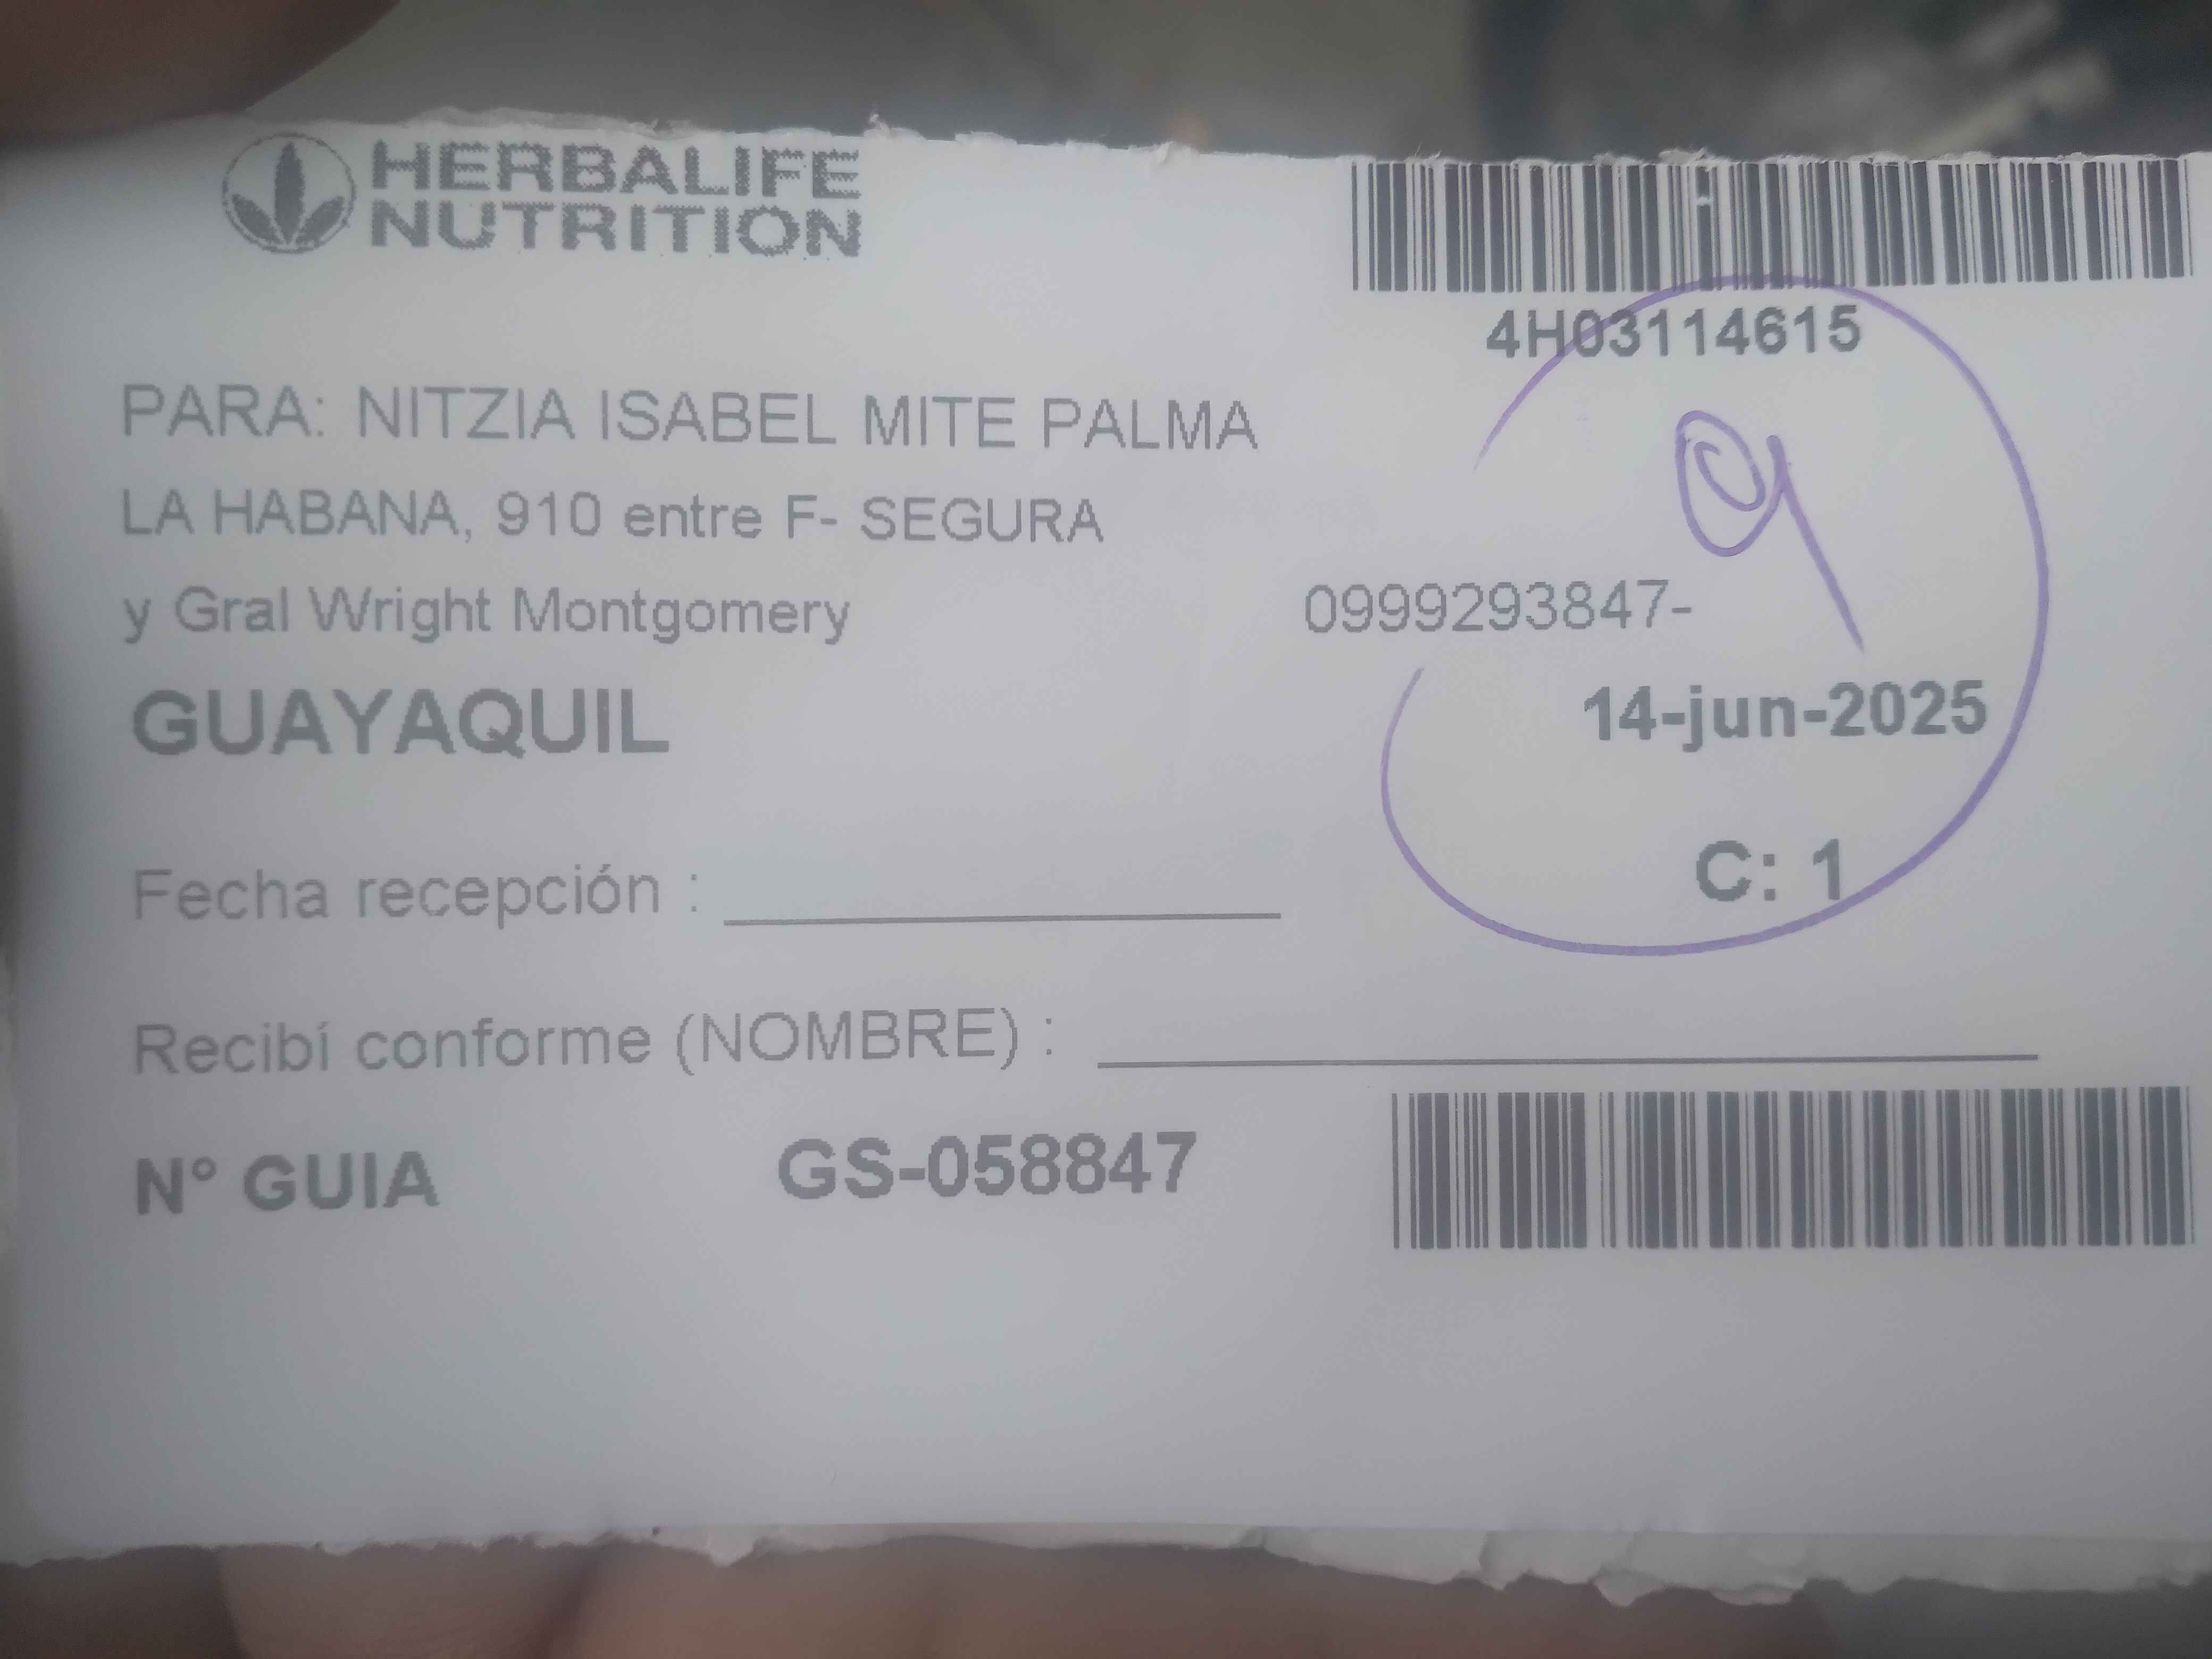 HERBALIFE
NUTRITION
4H03114615
PARA: NITZIA ISABEL MITE PALMA
LA HABANA, 910 entre F- SEGURA
y Gral Wright Montgomery
0999293847-
GUAYAQUIL
14-jun-2025
C: 1
Fecha recepción :
Recibí conforme (NOMBRE) :
N° GUIA GS-058847